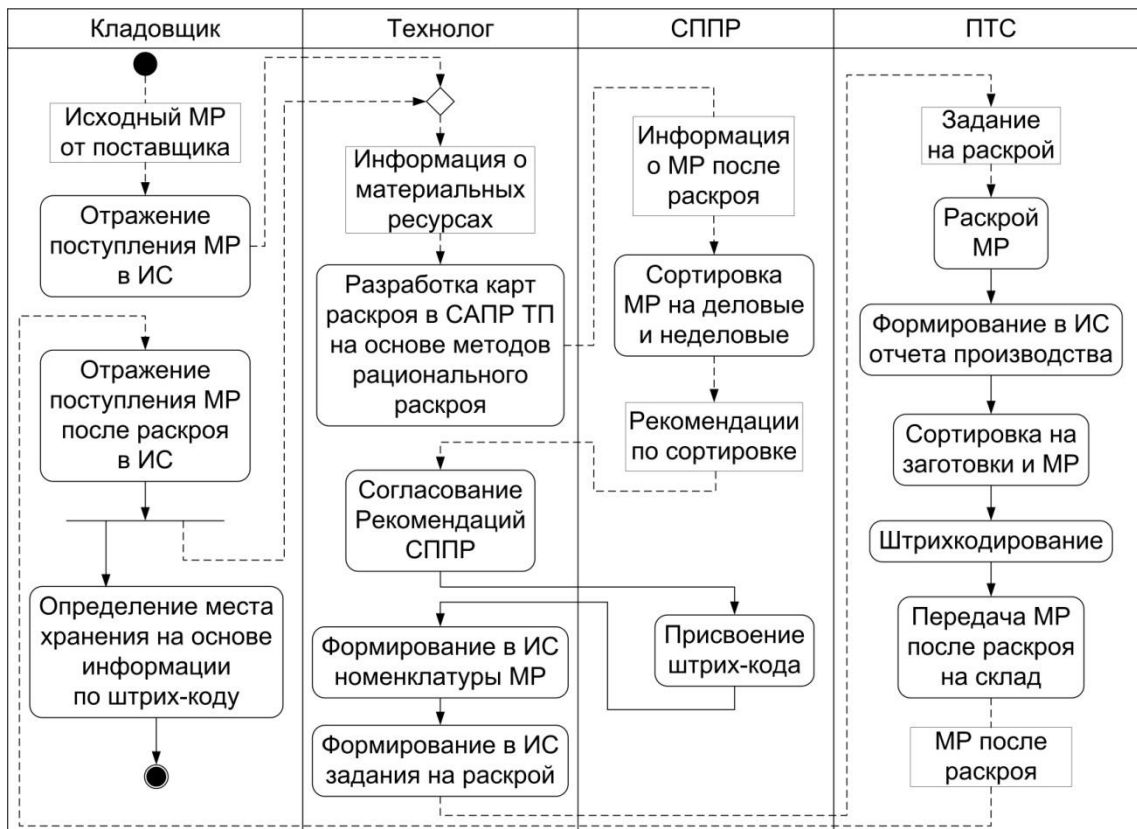 Кладовщик
Технолог
СППР
ПТС
Исходный МР
от поставщика
Отражение
поступления МР
в ИС
Отражение
поступления МР
после раскроя
в ИС
Определение места
хранения на основе
информации
по штрих-коду
Информация о
материальных
ресурсах
Разработка карт
раскроя в САПР ТП
на основе методов
рационального
раскроя
Согласование
Рекомендаций
СППР
Формирование в ИС
номенклатуры МР
Формирование в ИС
задания на раскрой
Информация
о МР после
раскроя
Сортировка
МР на деловые
и неделовые
Рекомендации
по сортировке
Присвоение
штрих-кода
Задание
на раскрой
Раскрой
МР
Формирование в ИС
отчета производства
Сортировка на
заготовки и МР
Штрихкодирование
Передача МР
после раскроя
на склад
МР после
раскроя